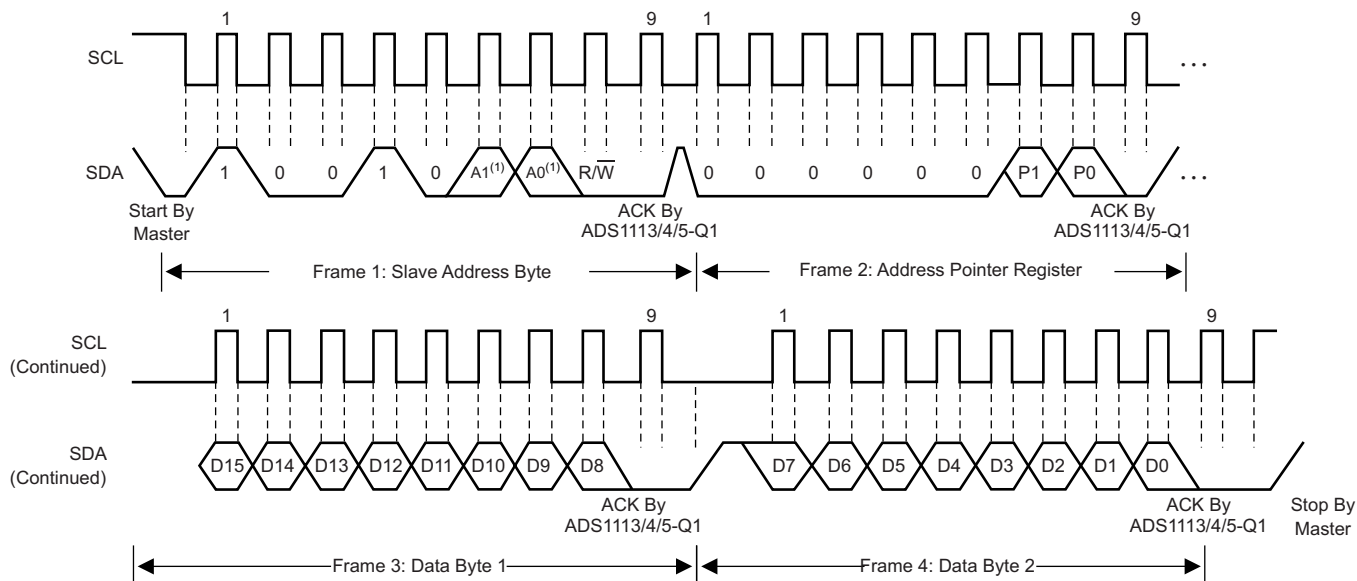 1 9 1 9
SCL
...
SDA
1 0 0 1 0 A1(1) A0(1) R/W 0 0 0 0 0 0 P1 P0
...
Start By
Master
ACK By
ADS1113/4/5-Q1
ACK By
ADS1113/4/5-Q1
Frame 1: Slave Address Byte
Frame 2: Address Pointer Register
1 9 1 9
SCL
(Continued)
SDA
(Continued)
D15 D14 D13 D12 D11 D10 D9 D8 D7 D6 D5 D4 D3 D2 D1 D0
ACK By
ADS1113/4/5-Q1
ACK By
ADS1113/4/5-Q1
Stop By
Master
Frame 3: Data Byte 1
Frame 4: Data Byte 2